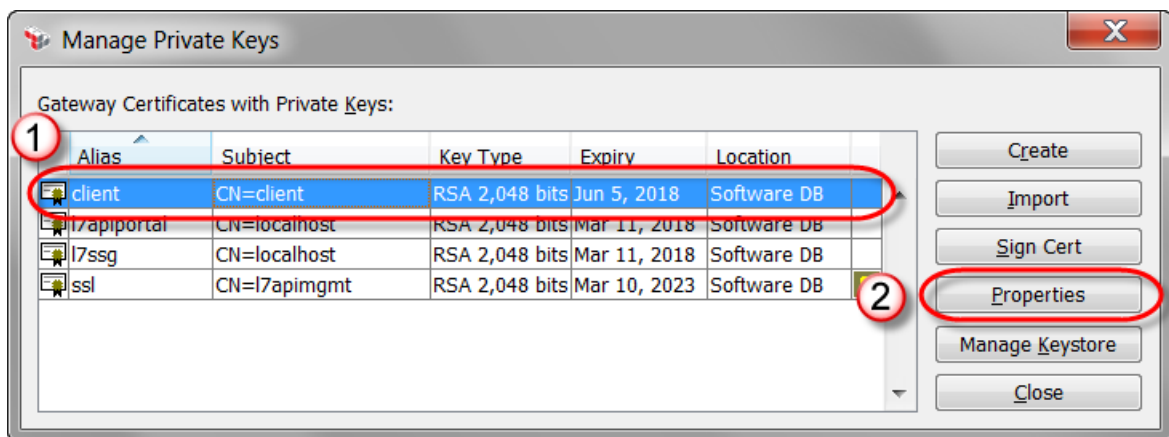 Manage Private Keys
X
Gateway Certificates with Private Keys:
1
Alias Subject Key Type Expiry Location
client CN=client RSA 2,048 bits Jun 5, 2018 Software DB
l7apiportal CN=localhost RSA 2,048 bits Mar 11, 2018 Software DB
l7ssg CN=localhost RSA 2,048 bits Mar 11, 2018 Software DB
ssl CN=l7apimgmt RSA 2,048 bits Mar 10, 2023 Software DB
Create
Import
Sign Cert
2
Properties
Manage Keystore
Close